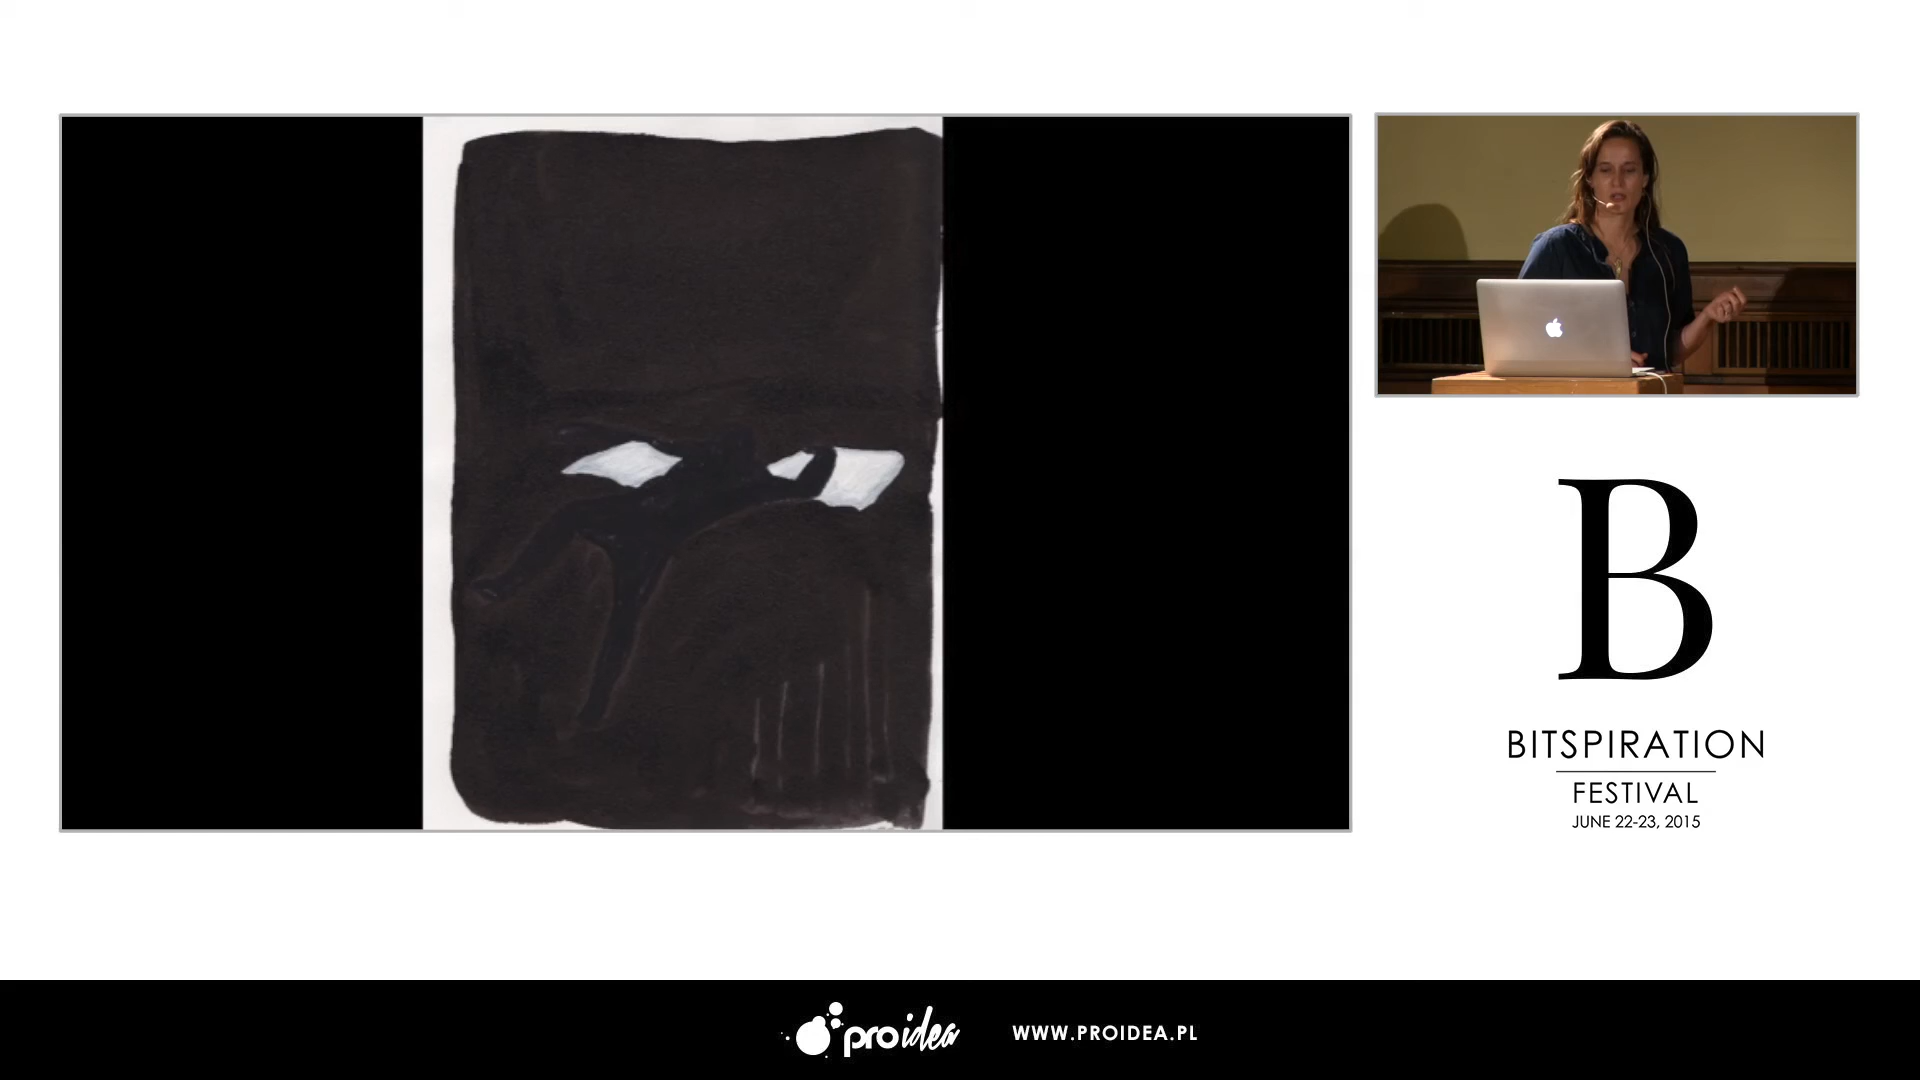 B
BITSPIRATION
FESTIVAL
JUNE 22-23, 2015
proidea
WWW.PROIDEA.PL